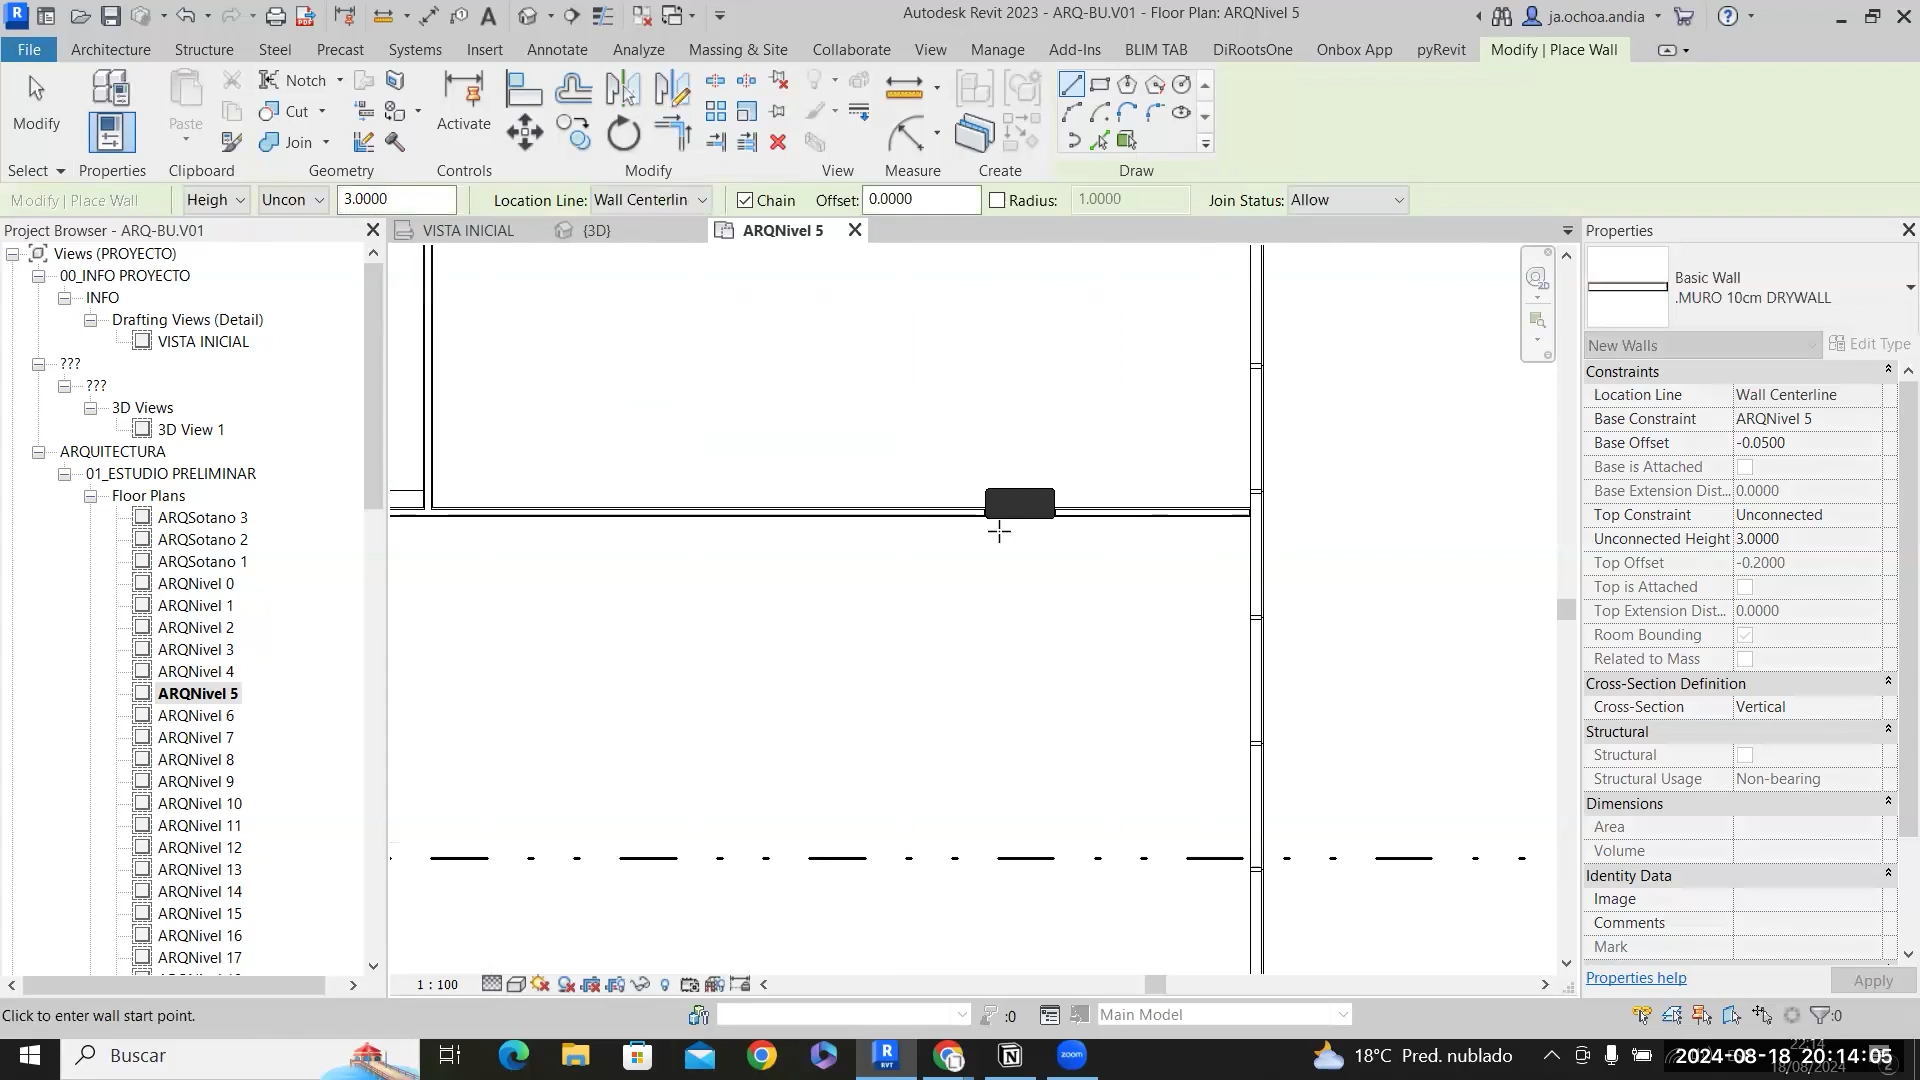 Autodesk Revit 2023 - ARQ-BU.V01 - Floor Plan: ARQNivel 5
ja.ochoa.andia
File Architecture Structure Steel Precast Systems Insert Annotate Analyze Massing & Site Collaborate View Manage Add-Ins BLIM TAB DiRootsOne Onbox App pyRevit Modify | Place Wall
Modify
Paste
Notch
Cut
Join
Activate
Select Properties Clipboard Geometry Controls Modify View Measure Create Draw
Modify | Place Wall Heigh Uncon 3.0000 Location Line: Wall Centerlin Chain Offset: 0.0000 Radius: 1.0000 Join Status: Allow
Project Browser - ARQ-BU.V01
Views (PROYECTO)
00_INFO PROYECTO
INFO
Drafting Views (Detail)
VISTA INICIAL
???
???
3D Views
3D View 1
ARQUITECTURA
01_ESTUDIO PRELIMINAR
Floor Plans
ARQSotano 3
ARQSotano 2
ARQSotano 1
ARQNivel 0
ARQNivel 1
ARQNivel 2
ARQNivel 3
ARQNivel 4
ARQNivel 5
ARQNivel 6
ARQNivel 7
ARQNivel 8
ARQNivel 9
ARQNivel 10
ARQNivel 11
ARQNivel 12
ARQNivel 13
ARQNivel 14
ARQNivel 15
ARQNivel 16
ARQNivel 17
VISTA INICIAL {3D} ARQNivel 5
2D
1 : 100
Properties
Basic Wall
.MURO 10cm DRYWALL
New Walls Edit Type
Constraints
Location Line Wall Centerline
Base Constraint ARQNivel 5
Base Offset -0.0500
Base is Attached
Base Extension Dist... 0.0000
Top Constraint Unconnected
Unconnected Height 3.0000
Top Offset -0.2000
Top is Attached
Top Extension Dist... 0.0000
Room Bounding
Related to Mass
Cross-Section Definition
Cross-Section Vertical
Structural
Structural
Structural Usage Non-bearing
Dimensions
Area
Volume
Identity Data
Image
Comments
Mark
Properties help Apply
Click to enter wall start point. :0 Main Model :0
Buscar
R
RVT
zoom
18°C Pred. nublado
22:14
2024-08-18 20:14:05
18/08/2024